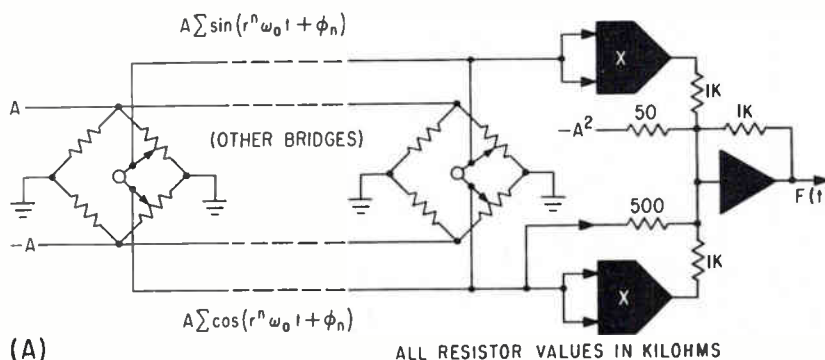 A∑sin(rⁿω₀t+φₙ)
X
1K
A
(OTHER BRIDGES)
-A²
50
1K
F(t
-A
500
1K
X
A∑cos(rⁿω₀t+φₙ)
(A)
ALL RESISTOR VALUES IN KILOHMS